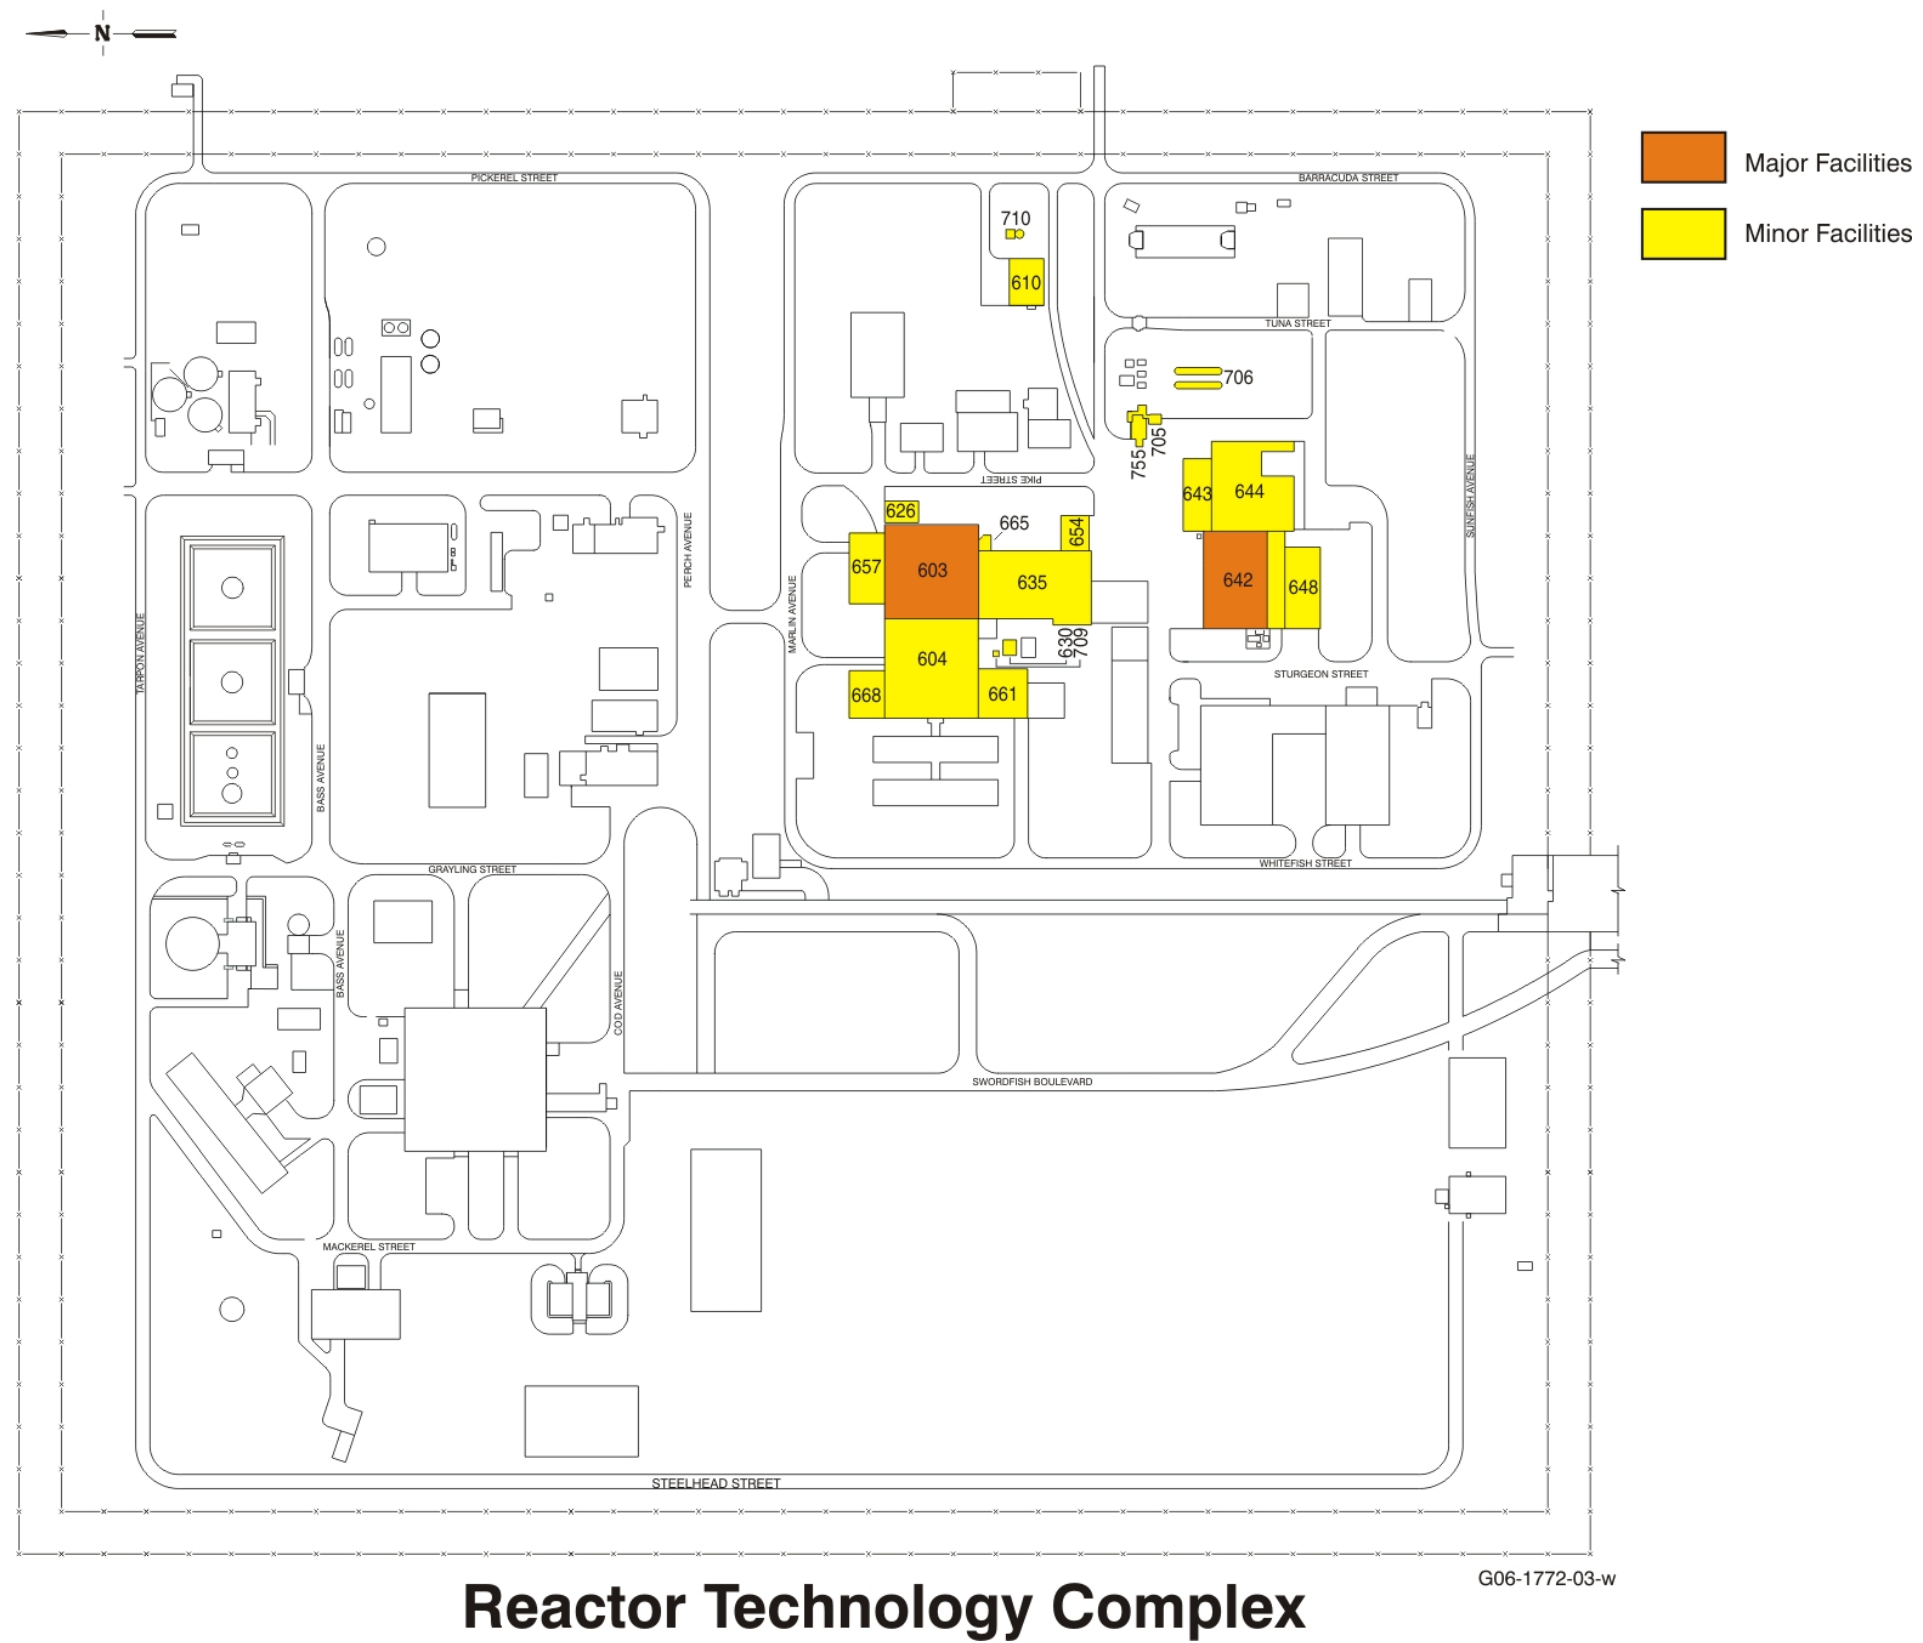 N
Major Facilities
Minor Facilities
PICKEREL STREET
BARRACUDA STREET
710
610
TUNA STREET
706
705
755
PIKE STREET
643
644
SUNFISH AVENUE
626
665
654
PERCH AVENUE
657
603
635
642
648
MARLIN AVENUE
TARPON AVENUE
630
709
604
STURGEON STREET
668
661
BASS AVENUE
GRAYLING STREET
WHITEFISH STREET
BASS AVENUE
COD AVENUE
SWORDFISH BOULEVARD
MACKEREL STREET
STEELHEAD STREET
G06-1772-03-w
Reactor Technology Complex